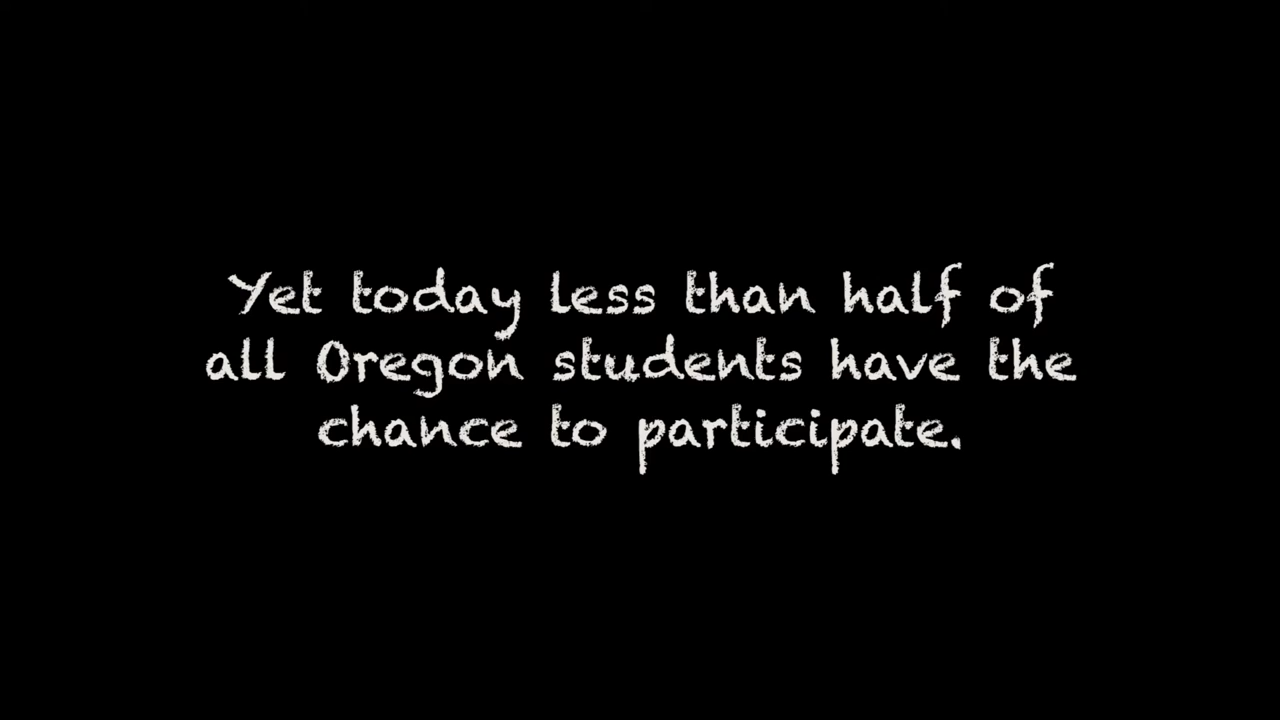 Yet today less than half of
all Oregon students have the
chance to participate.